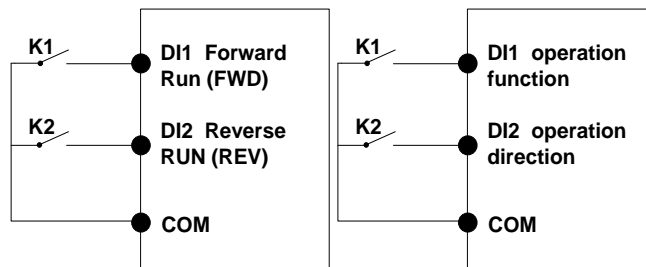 K1
DI1 Forward
Run (FWD)
K2
DI2 Reverse
RUN (REV)
COM
K1
DI1 operation
function
K2
DI2 operation
direction
COM